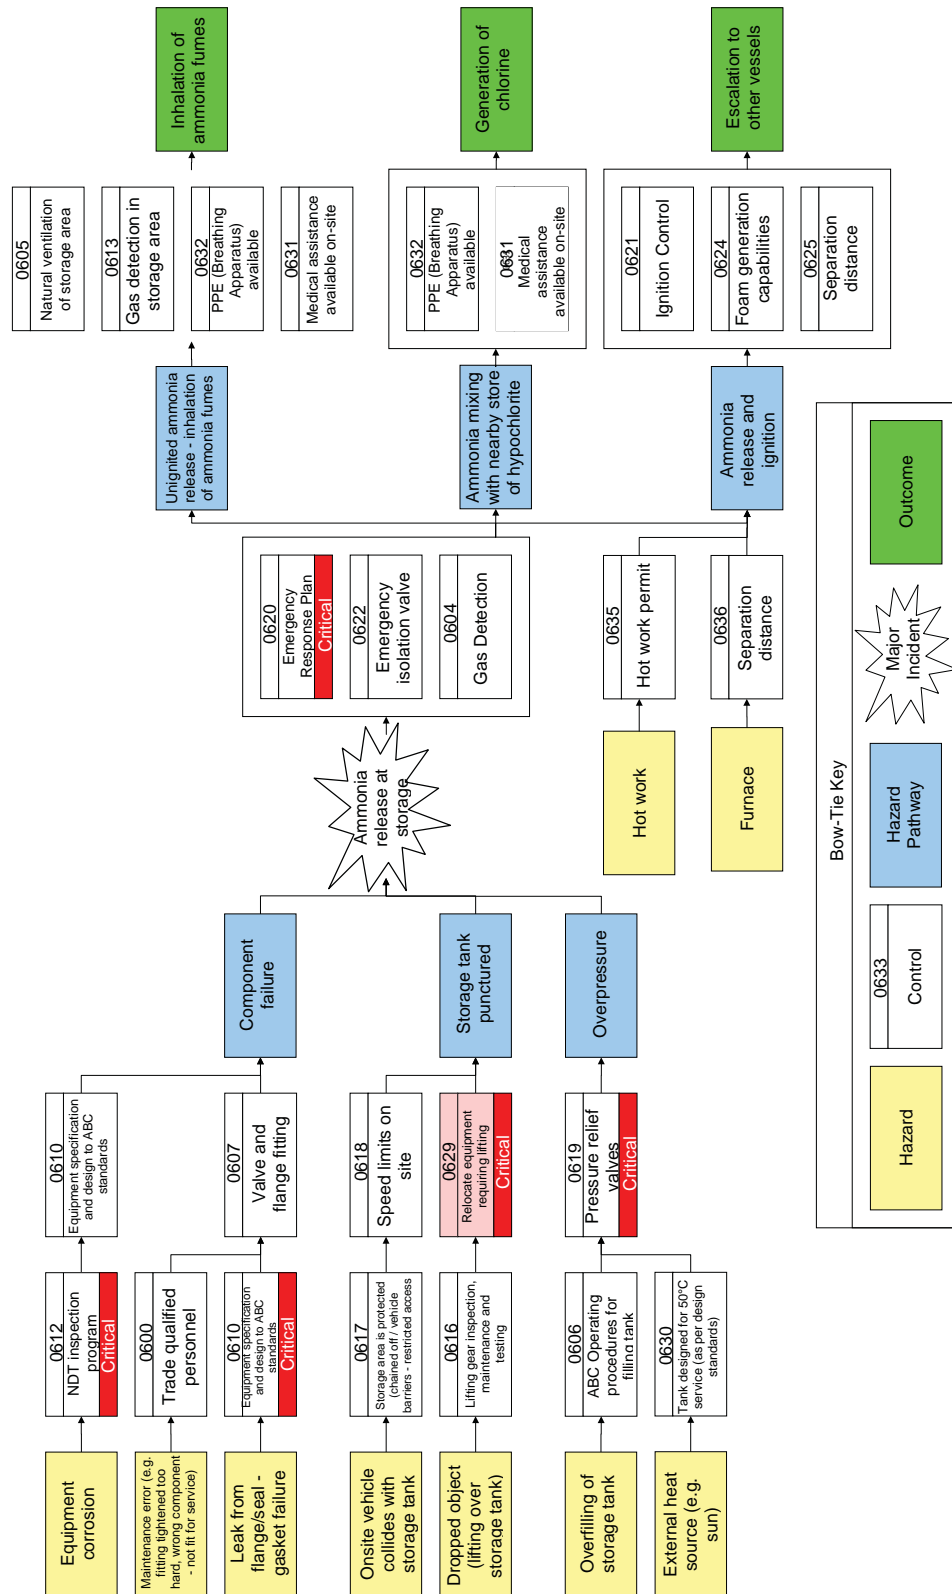 Equipment
corrosion
0612
NDT inspection
program
Critical
0610
Equipment specification
and design to ABC
standards
Maintenance error (e.g.
fitting tightened too
hard, wrong component
- not fit for service)
0600
Trade qualified
personnel
Leak from
flange/seal -
gasket failure
0610
Equipment specification
and design to ABC
standards
Critical
0607
Valve and
flange fitting
Component
failure
Onsite vehicle
collides with
storage tank
0617
Storage area is protected
(chained off / vehicle
barriers - restricted access
0618
Speed limits on
site
Dropped object
(lifting over
storage tank)
0616
Lifting gear inspection,
maintenance and
testing
0629
Relocate equipment
requiring lifting
Critical
Storage tank
punctured
Overfilling of
storage tank
0606
ABC Operating
procedures for
filling tank
External heat
source (e.g.
sun)
0630
Tank designed for 50°C
service (as per design
standards)
0619
Pressure relief
valves
Critical
Overpressure
Ammonia
release at
storage
0620
Emergency
Response Plan
Critical
0622
Emergency
isolation valve
0604
Gas Detection
Hot work
0635
Hot work permit
Furnace
0636
Separation
distance
Unignited ammonia
release - inhalation
of ammonia fumes
0605
Natural ventilation
of storage area
0613
Gas detection in
storage area
0632
PPE (Breathing
Apparatus)
available
0631
Medical assistance
available on-site
Inhalation of
ammonia fumes
Ammonia mixing
with nearby store
of hypochlorite
0632
PPE (Breathing
Apparatus)
available
0631
Medical
assistance
available on-site
Generation of
chlorine
Ammonia
release and
ignition
0621
Ignition Control
0624
Foam generation
capabilities
0625
Separation
distance
Escalation to
other vessels
Bow-Tie Key
Hazard
0633
Control
Hazard
Pathway
Major
Incident
Outcome